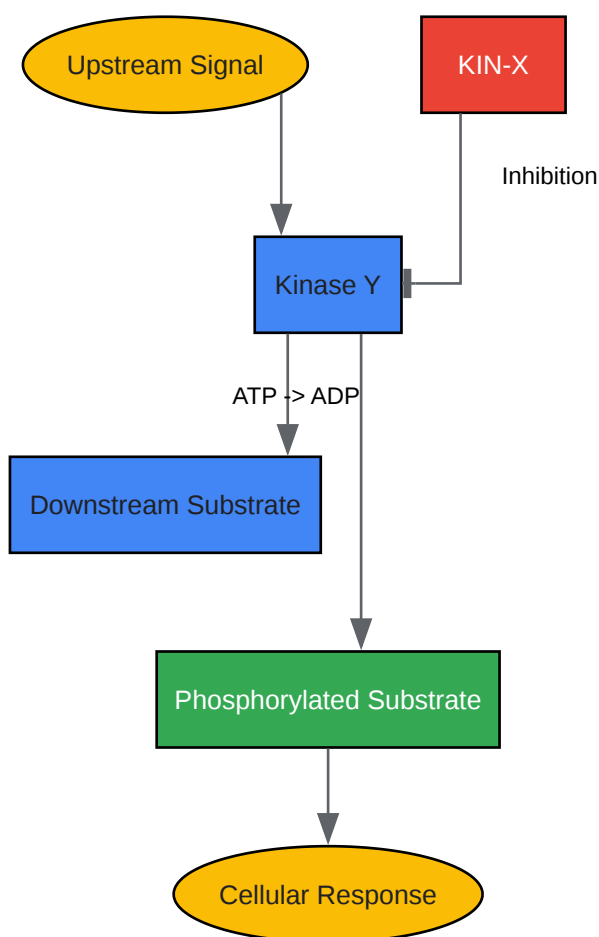 Upstream Signal
KIN-X
Inhibition
Kinase Y
ATP -> ADP
Downstream Substrate
Phosphorylated Substrate
Cellular Response